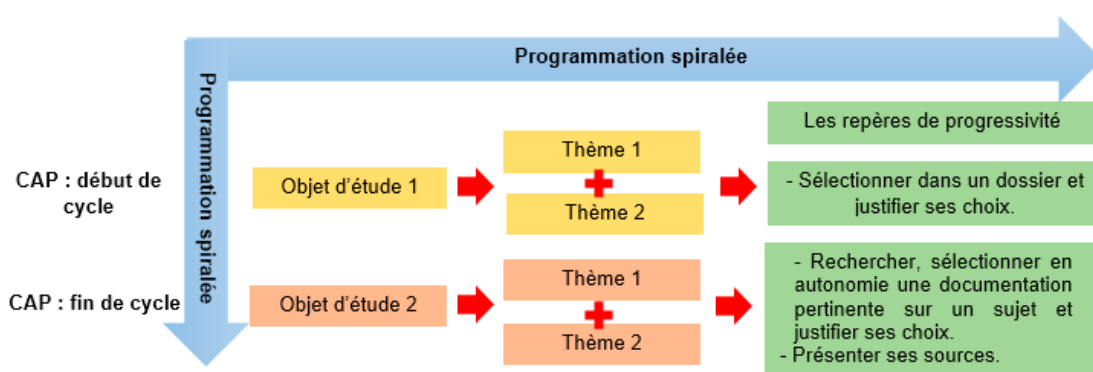 Programmation spiralée
Programmation spiralée
Les repères de progressivité
CAP : début de
cycle
Objet d'étude 1
Thème 1
Thème 2
- Sélectionner dans un dossier et
justifier ses choix.
CAP : fin de cycle
Objet d'étude 2
Thème 1
Thème 2
- Rechercher, sélectionner en
autonomie une documentation
pertinente sur un sujet et
justifier ses choix.
- Présenter ses sources.